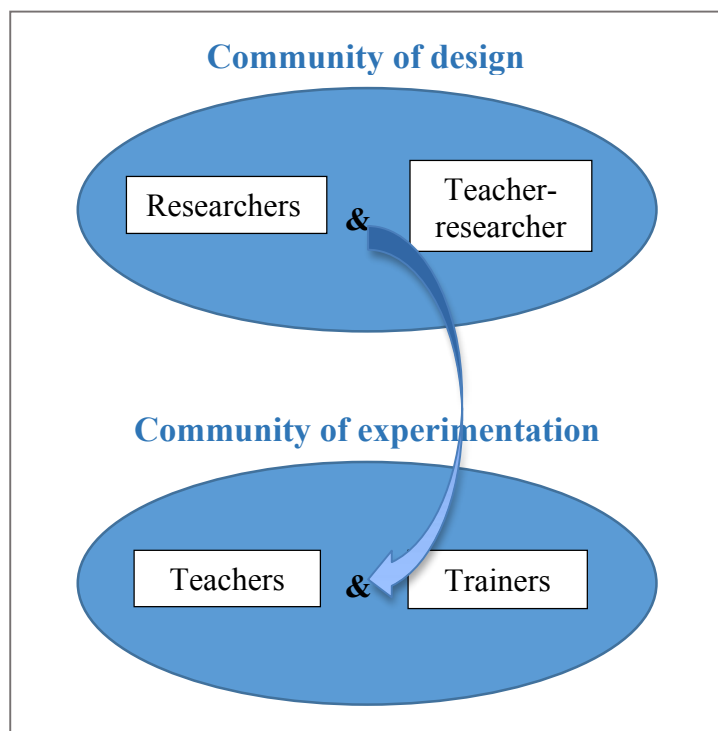 Community of design
Researchers
&
Teacher-
researcher
Community of experimentation
Teachers
&
Trainers